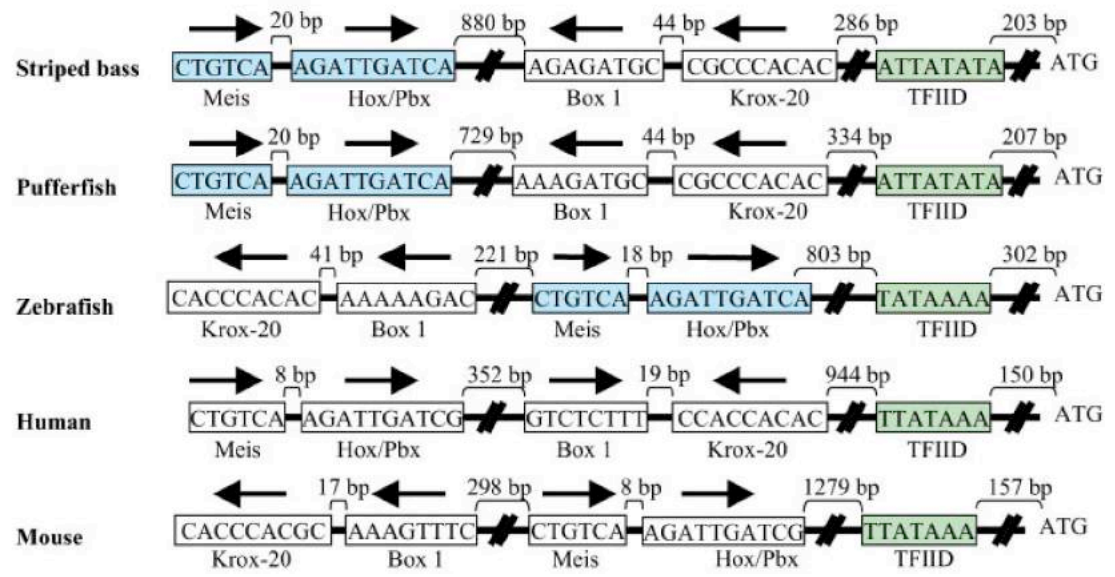 20 bp 880 bp 44 bp 286 bp 203 bp
Striped bass CTGTCA AGATTGATCA AGAGATGC CGCCCACAC ATTATATA ATG
Meis Hox/Pbx Box 1 Krox-20 TFIID
20 bp 729 bp 44 bp 334 bp 207 bp
Pufferfish CTGTCA AGATTGATCA AAAGATGC CGCCCACAC ATTATATA ATG
Meis Hox/Pbx Box 1 Krox-20 TFIID
41 bp 221 bp 18 bp 803 bp 302 bp
Zebrafish CACCCACAC AAAAAGAC CTGTCA AGATTGATCA TATAAAA ATG
Krox-20 Box 1 Meis Hox/Pbx TFIID
8 bp 352 bp 19 bp 944 bp 150 bp
Human CTGTCA AGATTGATCG GTCTCTTT CCACCACAC TTATAAA ATG
Meis Hox/Pbx Box 1 Krox-20 TFIID
17 bp 298 bp 8 bp 1279 bp 157 bp
Mouse CACCCACGC AAAGTTTC CTGTCA AGATTGATCG TTATAAA ATG
Krox-20 Box 1 Meis Hox/Pbx TFIID